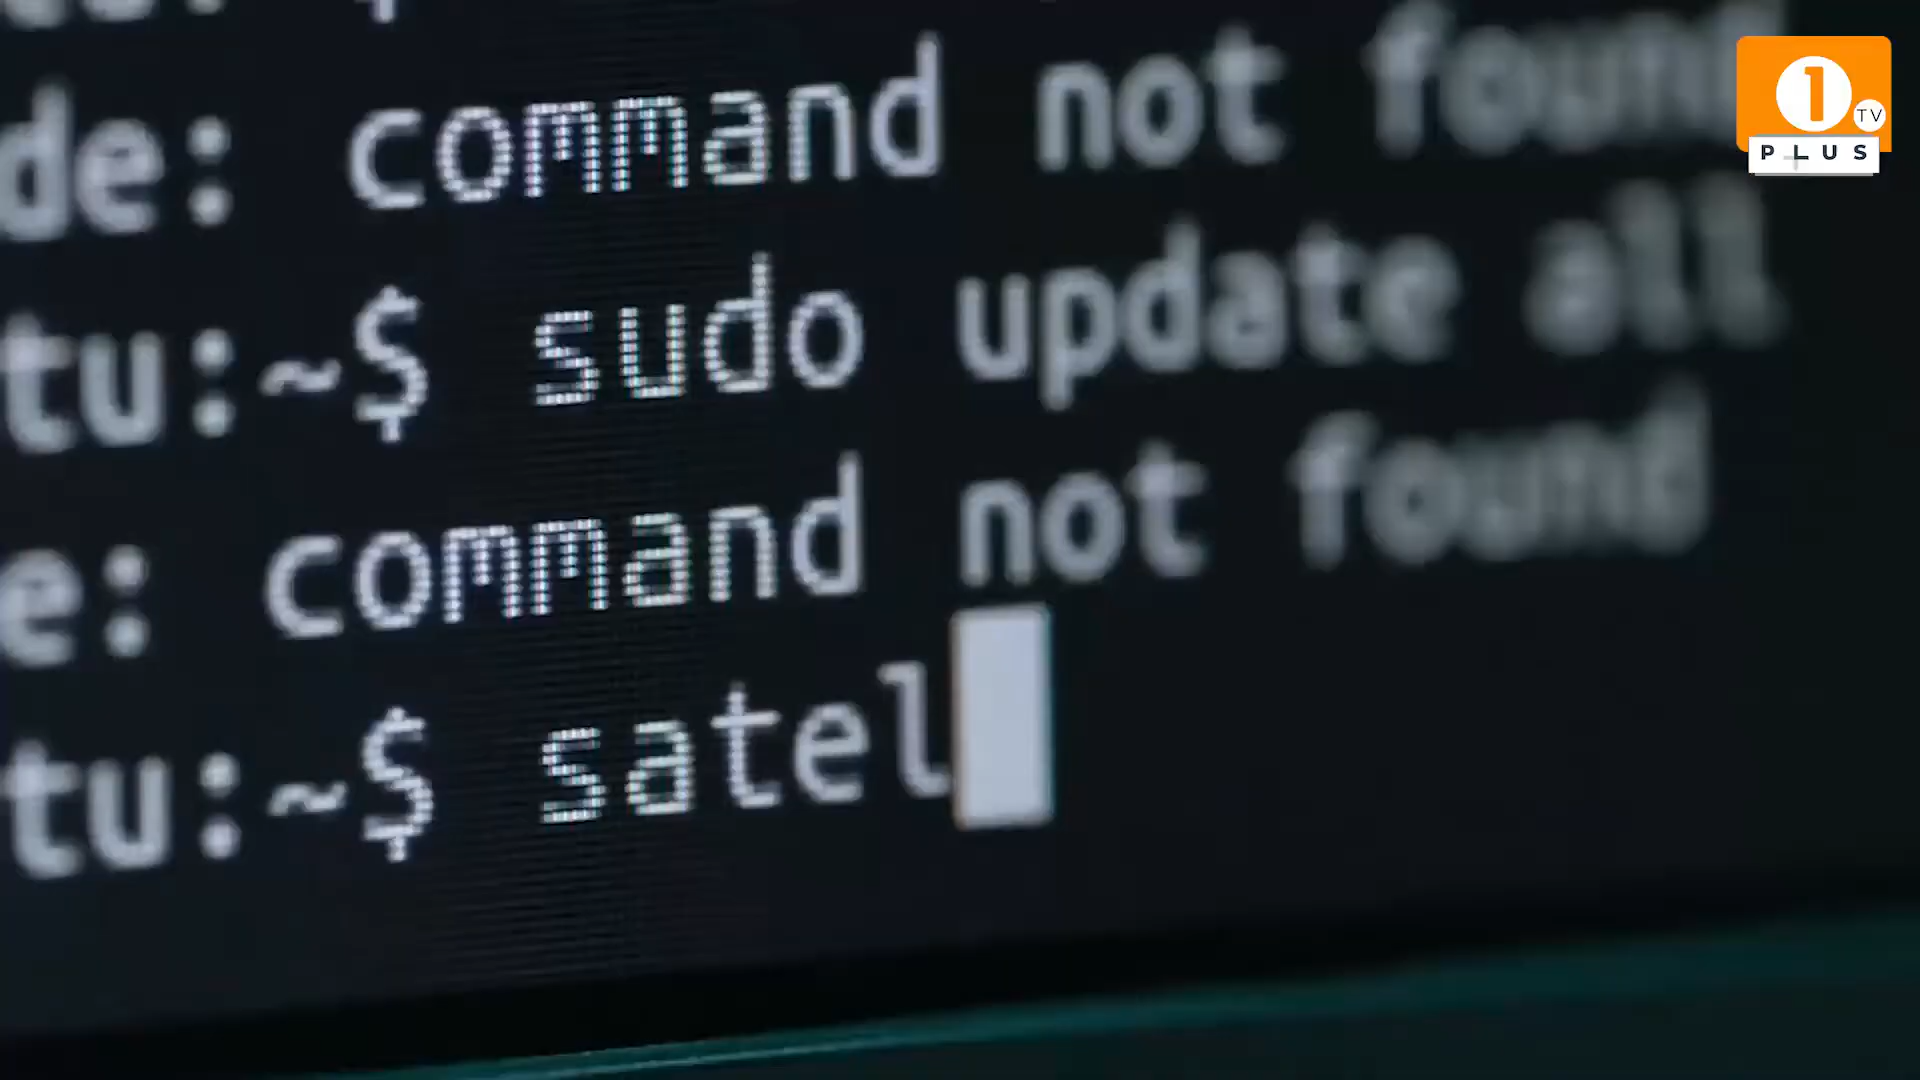 de: command not found
tu:~$ sudo update all
e: command not found
tu:~$ satel
1
TV
PLUS